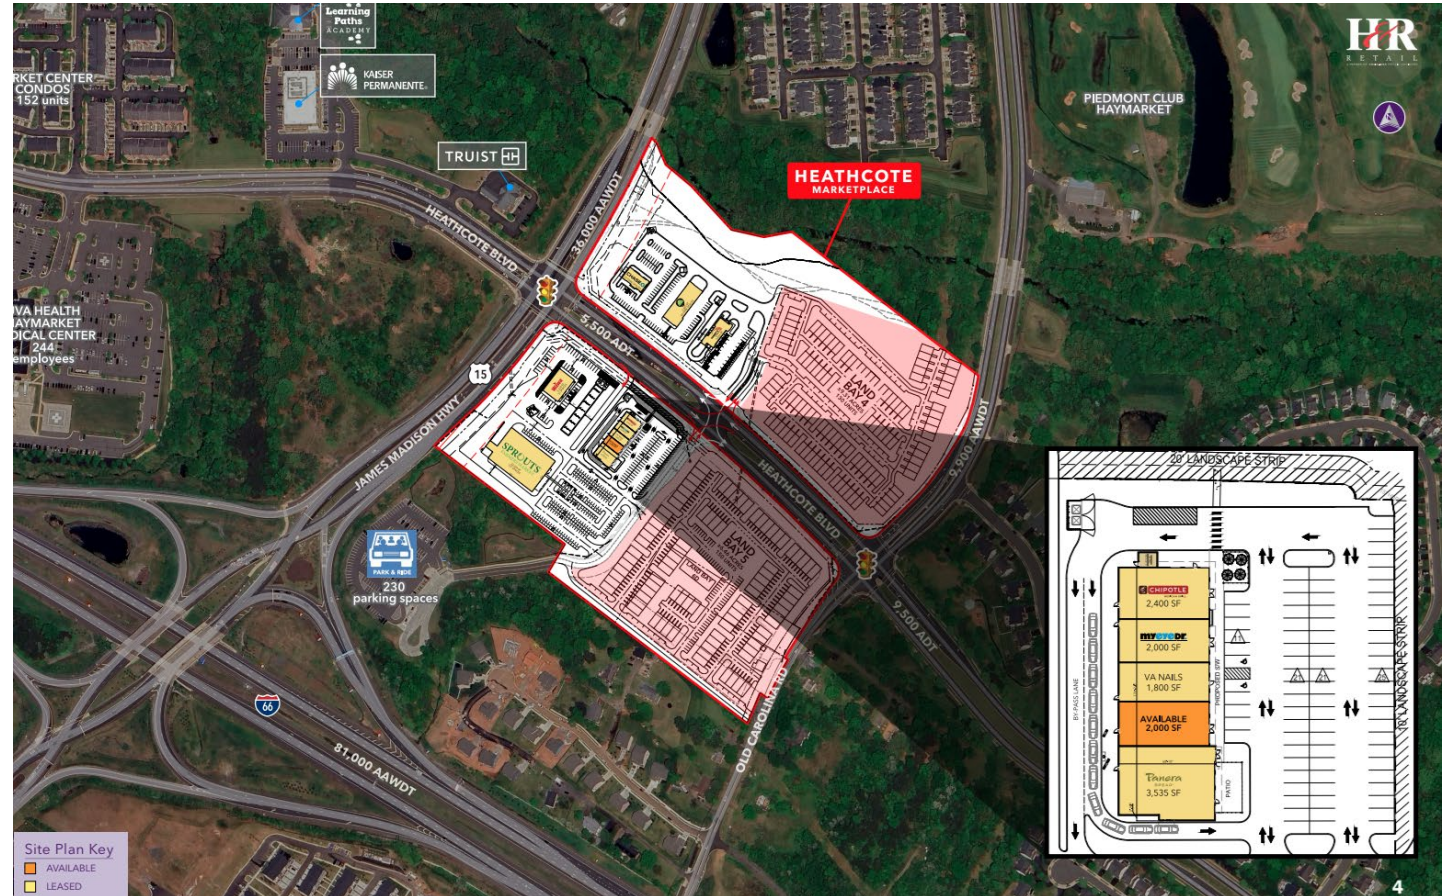 Learning
Paths
ACADEMY
KAISER
PERMANENTE
RKET CENTER
CONDOS
152 units
TRUIST
HEATHCOTE
MARKETPLACE
PIEDMONT CLUB
HAYMARKET
H&R
RETAIL
HEATHCOTE BLVD
36,000 AAWDT
5,500 ADT
VA HEALTH
AYMARKET
DICAL CENTER
244
employees
15
JAMES MADISON HWY
SPROUTS
LAND
BAY 4
LAND
BAY 5
LAND BAY
HEATHCOTE BLVD
9,900 AAWDT
9,500 ADT
PARK & RIDE
230
parking spaces
66
81,000 AAWDT
OLD CAROLINA RD
20' LANDSCAPE STRIP
10' LANDSCAPE STRIP
CHIPOTLE
2,400 SF
myeyedr.
2,000 SF
VA NAILS
1,800 SF
AVAILABLE
2,000 SF
Panera
BREAD
3,535 SF
BY-PASS LANE
PROPOSED SW
PATIO
Site Plan Key
AVAILABLE
LEASED
4